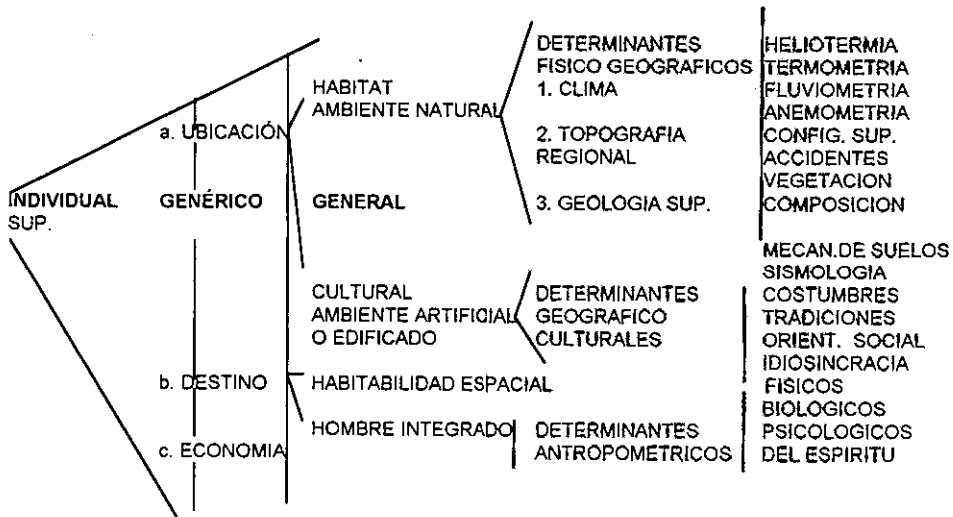 DETERMINANTES
FISICO GEOGRAFICOS
1. CLIMA
HELIOTERMIA
TERMOMETRIA
FLUVIOMETRIA
ANEMOMETRIA
HABITAT
AMBIENTE NATURAL
a. UBICACIÓN
2. TOPOGRAFIA
REGIONAL
CONFIG. SUP.
ACCIDENTES
VEGETACION
INDIVIDUAL
SUP.
GENÉRICO
GENERAL
3. GEOLOGIA SUP.
COMPOSICION
MECAN.DE SUELOS
SISMOLOGIA
CULTURAL
AMBIENTE ARTIFICIAL
O EDIFICADO
DETERMINANTES
GEOGRAFICO
CULTURALES
COSTUMBRES
TRADICIONES
ORIENT. SOCIAL
IDIOSINCRACIA
b. DESTINO
HABITABILIDAD ESPACIAL
FISICOS
BIOLOGICOS
HOMBRE INTEGRADO
DETERMINANTES
ANTROPOMETRICOS
PSICOLOGICOS
DEL ESPIRITU
c. ECONOMIA